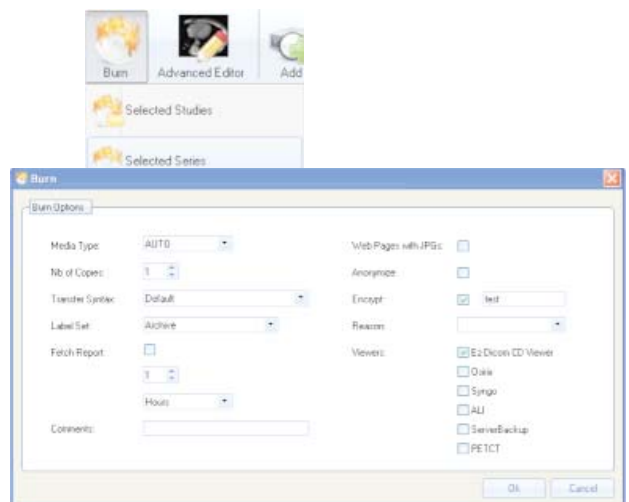 Burn Advanced Editor Add
Selected Studies
Selected Series
Burn
Burn Options
Media Type: AUTO Web Pages with JPGs:
Nb of Copies: 1 Anonymize
Transfer Syntax: Default Encrypt: test
Label Set: Archive Reason:
Fetch Report Viewers: Ez Dicom CD Viewer
1 Osiris
Syngo
Hours ALI
ServerBackup
Comments: PETCT
Ok Cancel